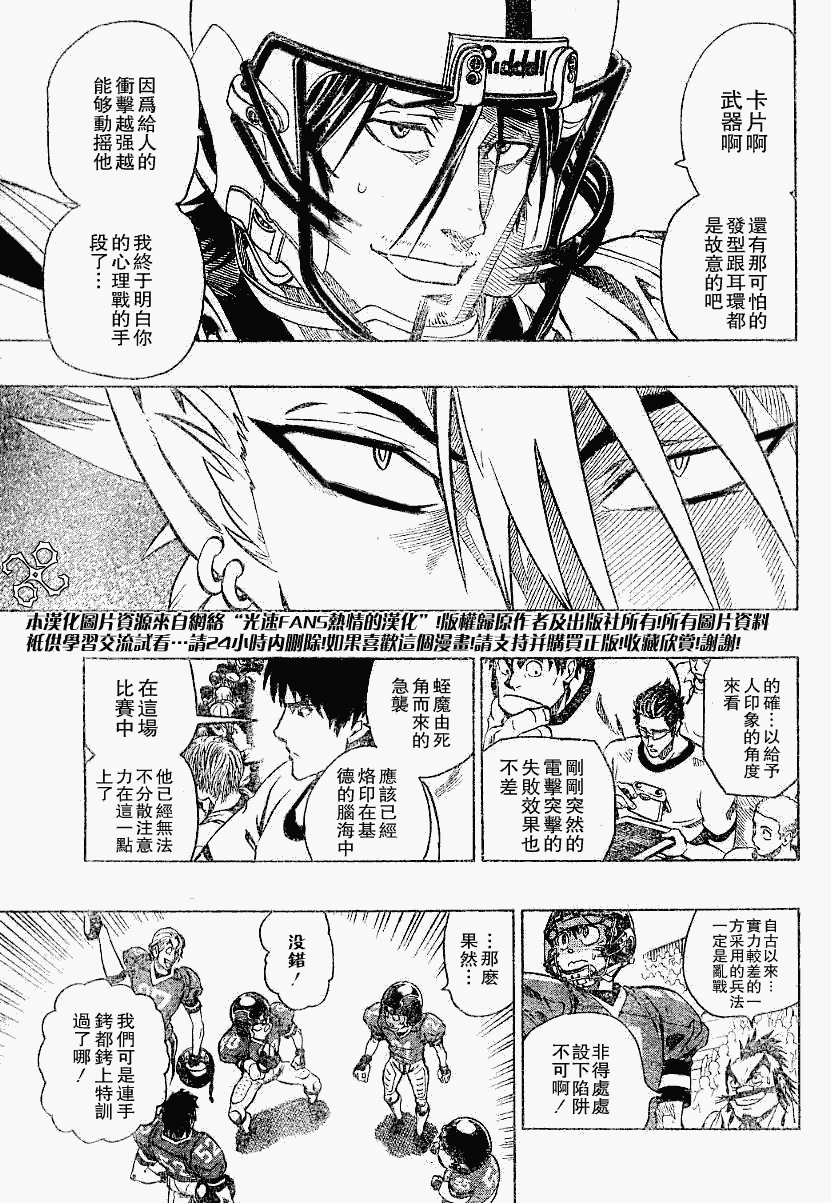 卡片啊
武器啊
還有那可怕的
發型跟耳環都
是故意的吧
Ridddll
因爲給人的
衝擊越强越
能够動摇他
我終于明白你
的心理戰的手
段了…
本漢化圖片資源來自網絡“光速FANS熱情的漢化”!版權歸原作者及出版社所有!所有圖片資料
衹供學習交流試看…請24小時內删除!如果喜歡這個漫畫!請支持并購買正版!收藏欣賞!謝謝!
的確…以給予
人印象的角度
來看
剛剛突然的
電擊突擊的
失敗效果也
不差
蛭魔由死
角而來的
急襲
應該已經
烙印在基
德的腦海中
在這場
比賽中
他已經無法
不分散注意
力在這一點
上了
自古以來…
實力較差的一
方采用的兵法
一定是亂戰
非得處處
設下陷阱
不可啊！
…那麽
果然…
没錯！
我們可是連手
銬都銬上特訓
過了哪！
52